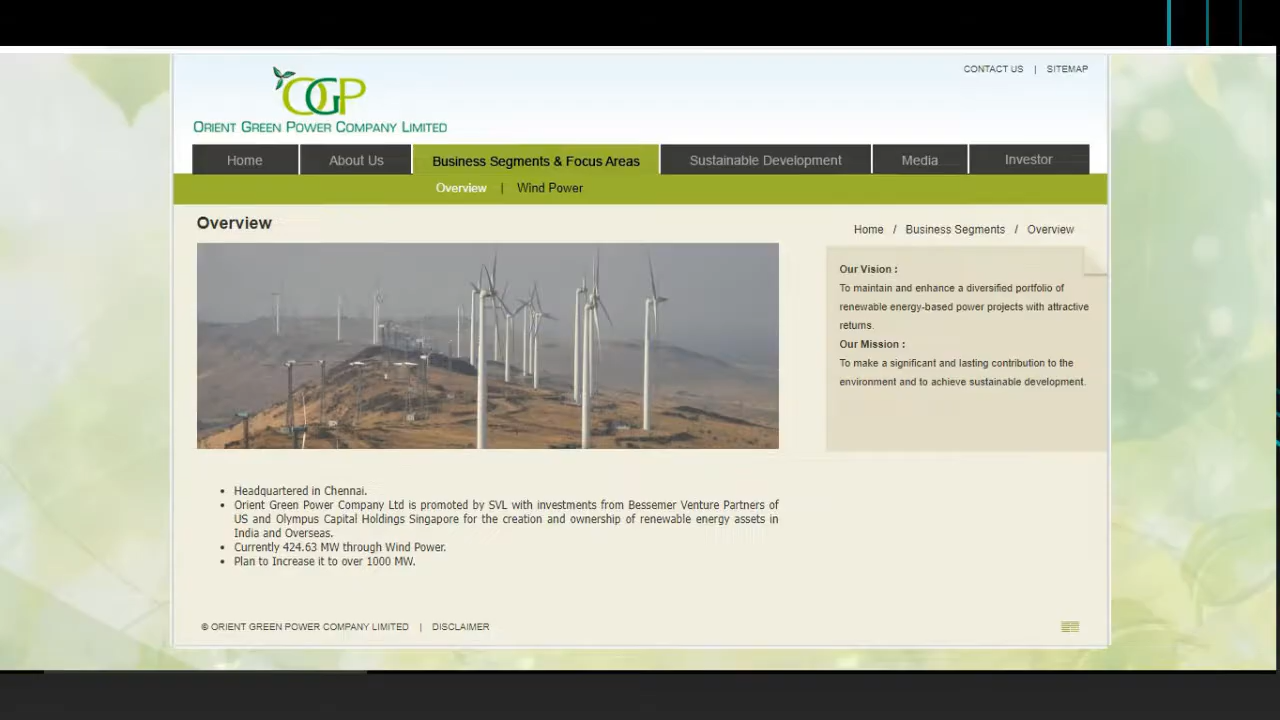 CONTACT US | SITEMAP
OGP
ORIENT GREEN POWER COMPANY LIMITED
Home About Us Business Segments & Focus Areas Sustainable Development Media Investor
Overview | Wind Power
Overview
Home / Business Segments / Overview
Our Vision :
To maintain and enhance a diversified portfolio of
renewable energy-based power projects with attractive
returns.
Our Mission :
To make a significant and lasting contribution to the
environment and to achieve sustainable development.
• Headquartered in Chennai.
• Orient Green Power Company Ltd is promoted by SVL with investments from Bessemer Venture Partners of
US and Olympus Capital Holdings Singapore for the creation and ownership of renewable energy assets in
India and Overseas.
• Currently 424.63 MW through Wind Power.
• Plan to Increase it to over 1000 MW.
© ORIENT GREEN POWER COMPANY LIMITED | DISCLAIMER